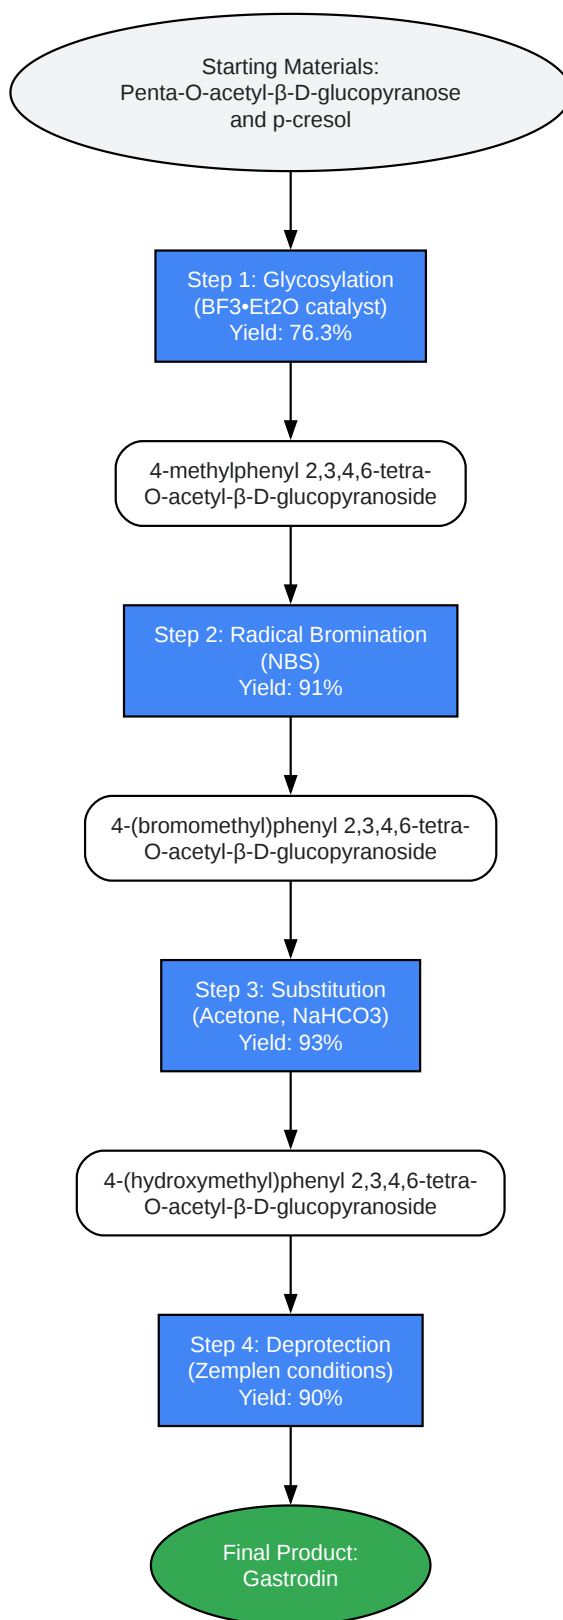 Starting Materials:
Penta-O-acetyl-β-D-glucopyranose
and p-cresol
Step 1: Glycosylation
(BF3•Et2O catalyst)
Yield: 76.3%
4-methylphenyl 2,3,4,6-tetra-
O-acetyl-β-D-glucopyranoside
Step 2: Radical Bromination
(NBS)
Yield: 91%
4-(bromomethyl)phenyl 2,3,4,6-tetra-
O-acetyl-β-D-glucopyranoside
Step 3: Substitution
(Acetone, NaHCO3)
Yield: 93%
4-(hydroxymethyl)phenyl 2,3,4,6-tetra-
O-acetyl-β-D-glucopyranoside
Step 4: Deprotection
(Zemplen conditions)
Yield: 90%
Final Product:
Gastrodin